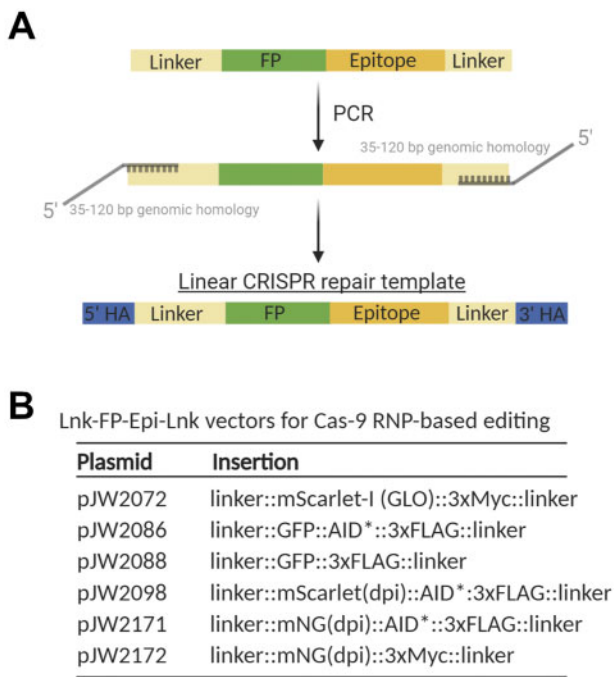 A
Linker FP Epitope Linker
PCR
35-120 bp genomic homology
5'
5'
35-120 bp genomic homology
Linear CRISPR repair template
5' HA Linker FP Epitope Linker 3' HA
B
Lnk-FP-Epi-Lnk vectors for Cas-9 RNP-based editing
Plasmid Insertion
pJW2072 linker::mScarlet-I (GLO)::3xMyc::linker
pJW2086 linker::GFP::AID*::3xFLAG::linker
pJW2088 linker::GFP::3xFLAG::linker
pJW2098 linker::mScarlet(dpi)::AID*:3xFLAG::linker
pJW2171 linker::mNG(dpi)::AID*::3xFLAG::linker
pJW2172 linker::mNG(dpi)::3xMyc::linker